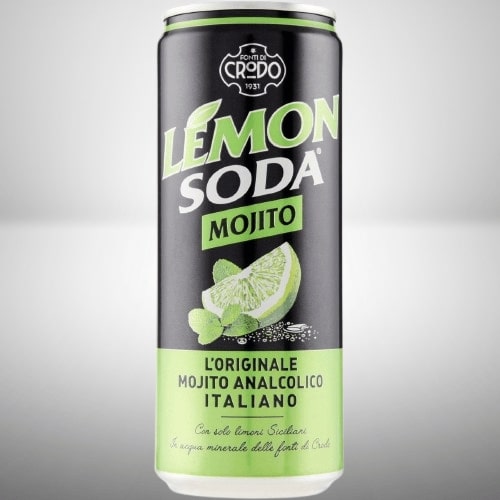 FONTI DI
CRODO
1931
LÉMON
SODA®
MOJITO
L'ORIGINALE
MOJITO ANALCOLICO
ITALIANO
Con solo limoni Siciliani
In acqua minerale delle fonti di Crodo